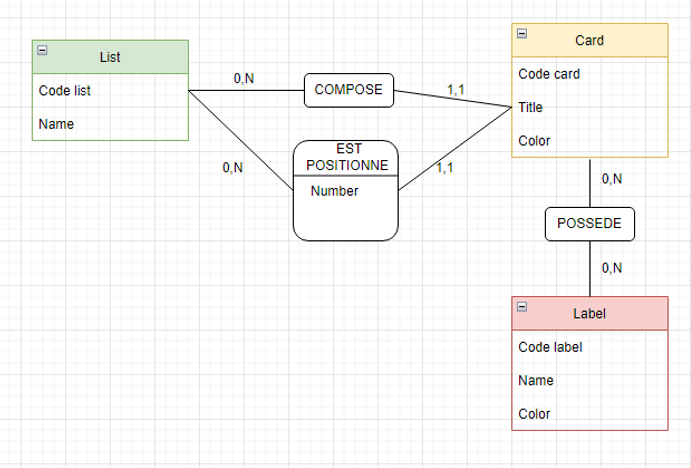 List
Code list
Name
0,N
COMPOSE
1,1
0,N
EST
POSITIONNE
Number
1,1
Card
Code card
Title
Color
0,N
POSSEDE
0,N
Label
Code label
Name
Color